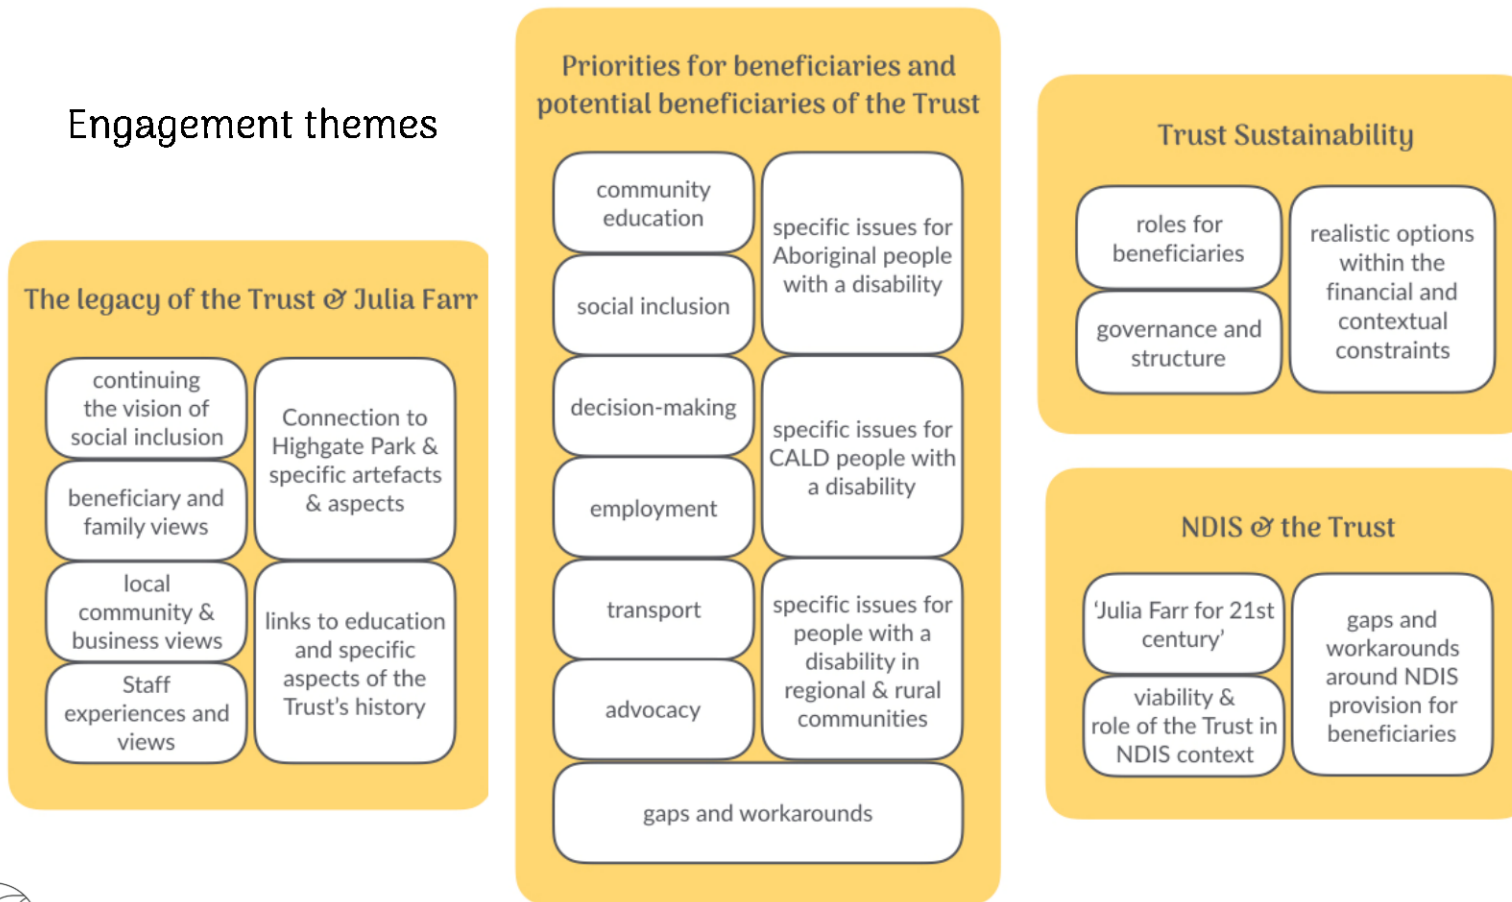 Engagement themes
The legacy of the Trust & Julia Farr
continuing
the vision of
social inclusion
beneficiary and
family views
local
community &
business views
Staff
experiences and
views
Connection to
Highgate Park &
specific artefacts
& aspects
links to education
and specific
aspects of the
Trust's history
Priorities for beneficiaries and
potential beneficiaries of the Trust
community
education
social inclusion
decision-making
employment
transport
advocacy
specific issues for
Aboriginal people
with a disability
specific issues for
CALD people with
a disability
specific issues for
people with a
disability in
regional & rural
communities
gaps and workarounds
Trust Sustainability
roles for
beneficiaries
governance and
structure
realistic options
within the
financial and
contextual
constraints
NDIS & the Trust
‘Julia Farr for 21st
century’
viability &
role of the Trust in
NDIS context
gaps and
workarounds
around NDIS
provision for
beneficiaries